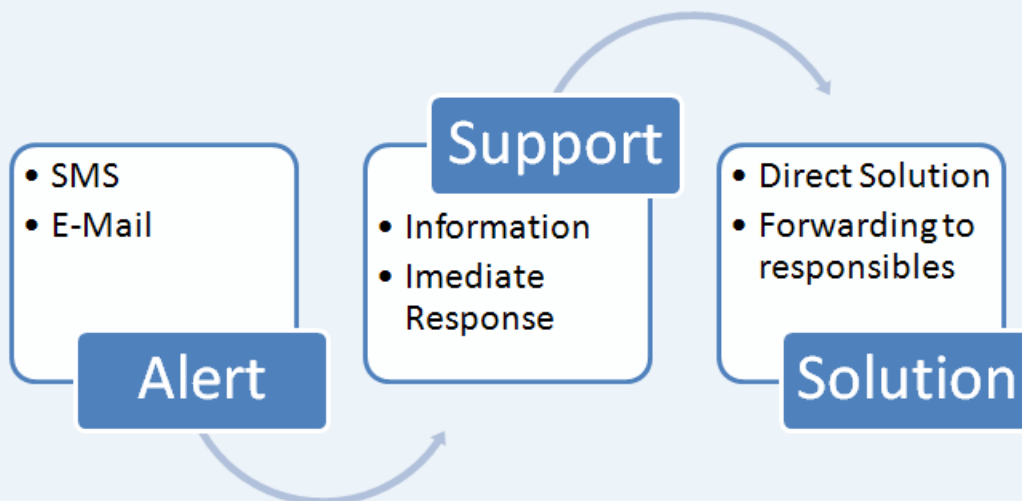 • SMS
• E-Mail
Alert
Support
• Information
• Imediate
Response
• Direct Solution
• Forwarding to
responsibles
Solution